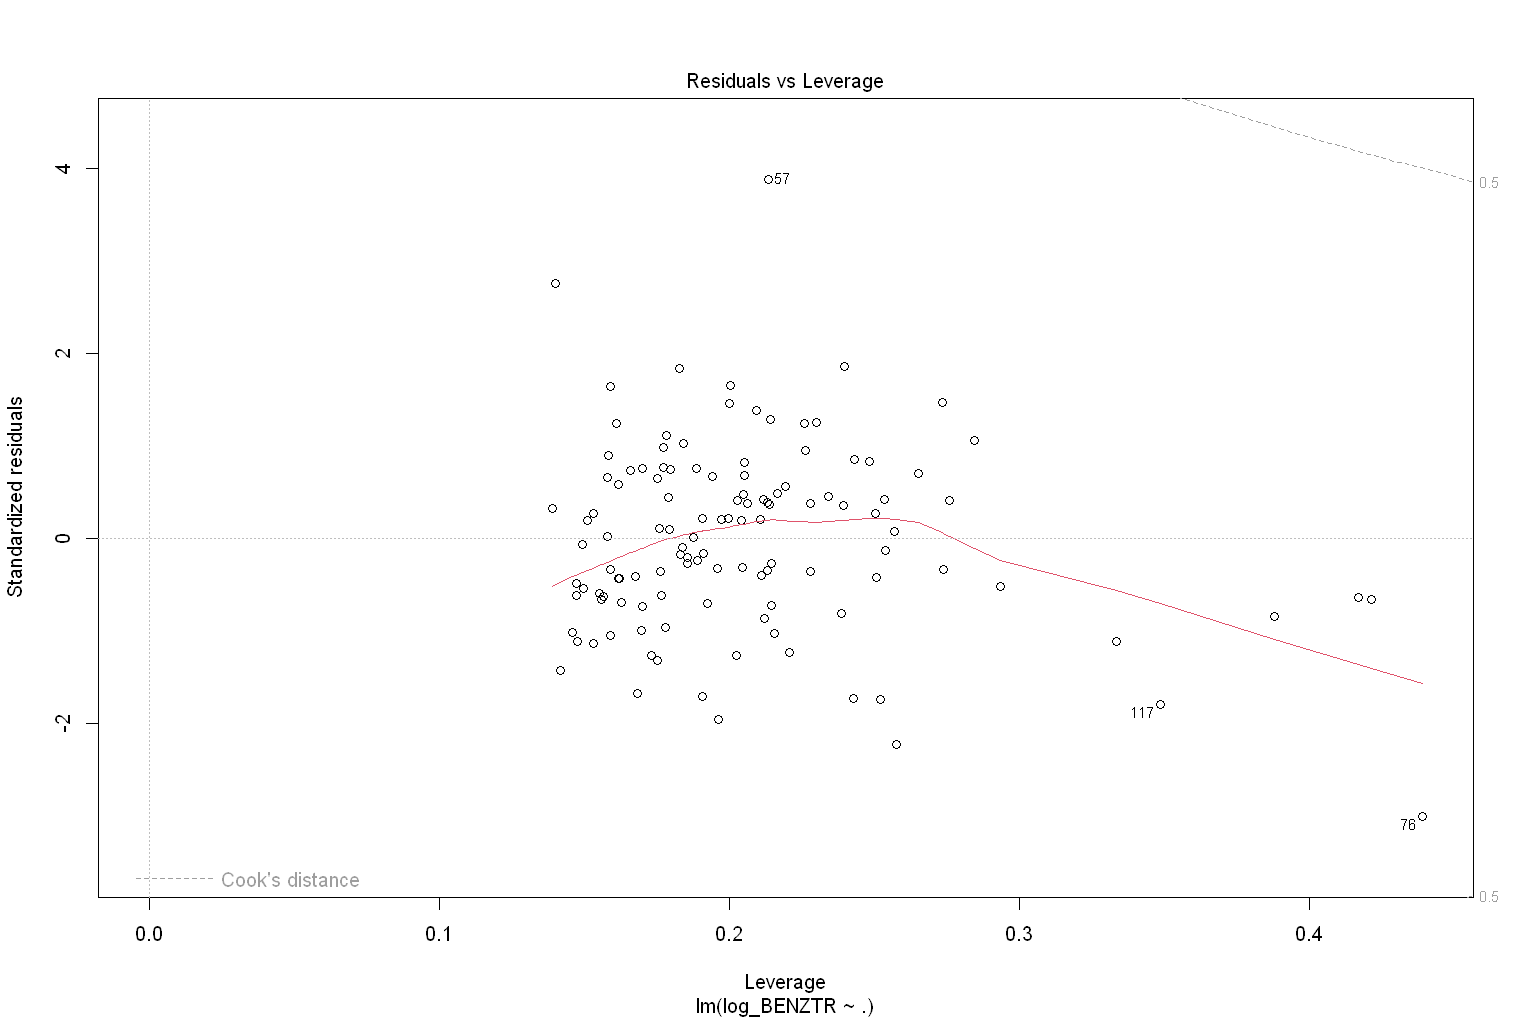 Residuals vs Leverage
Standardized residuals
4
2
0
-2
57
117
76
0.5
0.5
Cook's distance
0.0 0.1 0.2 0.3 0.4
Leverage
lm(log_BENZTR ~ .)